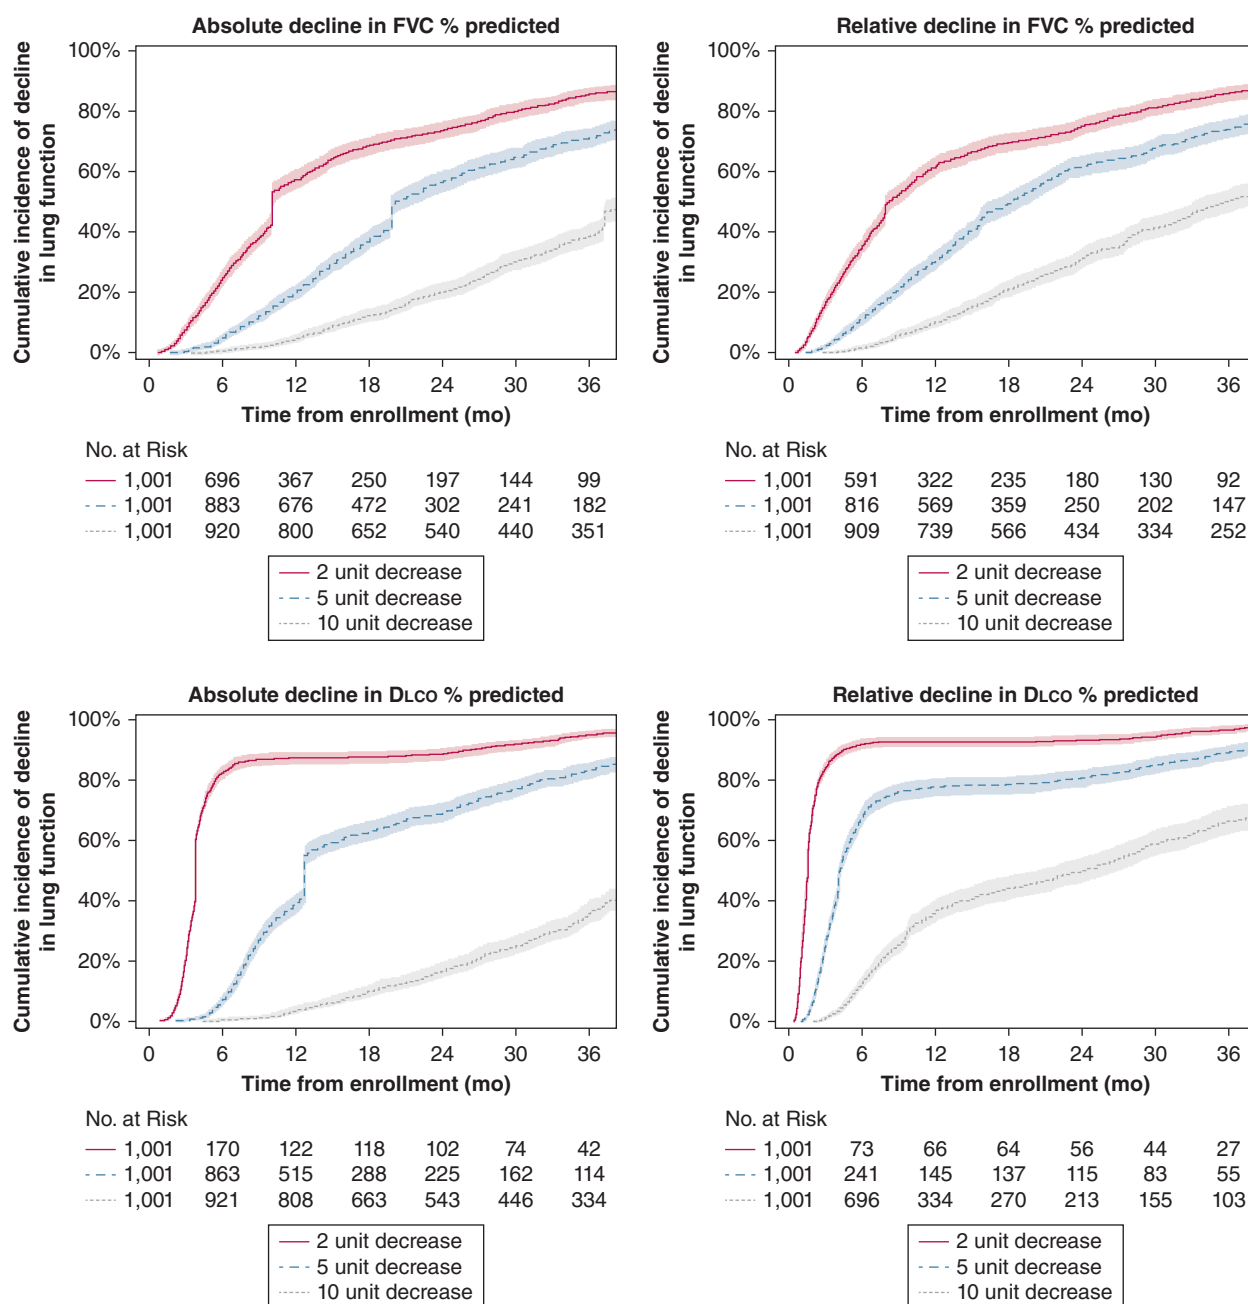 Absolute decline in FVC % predicted
Cumulative incidence of decline
in lung function
100%
80%
60%
40%
20%
0%
0 6 12 18 24 30 36
Time from enrollment (mo)
No. at Risk
1,001 696 367 250 197 144 99
1,001 883 676 472 302 241 182
1,001 920 800 652 540 440 351
2 unit decrease
5 unit decrease
10 unit decrease
Relative decline in FVC % predicted
Cumulative incidence of decline
in lung function
100%
80%
60%
40%
20%
0%
0 6 12 18 24 30 36
Time from enrollment (mo)
No. at Risk
1,001 591 322 235 180 130 92
1,001 816 569 359 250 202 147
1,001 909 739 566 434 334 252
2 unit decrease
5 unit decrease
10 unit decrease
Absolute decline in DLCO % predicted
Cumulative incidence of decline
in lung function
100%
80%
60%
40%
20%
0%
0 6 12 18 24 30 36
Time from enrollment (mo)
No. at Risk
1,001 170 122 118 102 74 42
1,001 863 515 288 225 162 114
1,001 921 808 663 543 446 334
2 unit decrease
5 unit decrease
10 unit decrease
Relative decline in DLCO % predicted
Cumulative incidence of decline
in lung function
100%
80%
60%
40%
20%
0%
0 6 12 18 24 30 36
Time from enrollment (mo)
No. at Risk
1,001 73 66 64 56 44 27
1,001 241 145 137 115 83 55
1,001 696 334 270 213 155 103
2 unit decrease
5 unit decrease
10 unit decrease